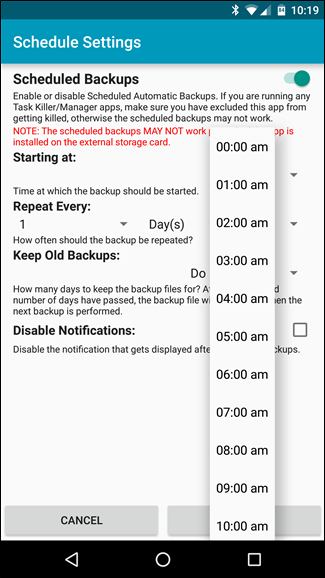 10:19
Schedule Settings
Scheduled Backups
Enable or disable Scheduled Automatic Backups. If you are running any
Task Killer/Manager apps, make sure you have excluded this app from
getting killed, otherwise the scheduled backups may not work.
NOTE: The scheduled backups MAY NOT work app is
installed on the external storage card.
Starting at:
Time at which the backup should be started.
Repeat Every:
1 Day(s)
How often should the backup be repeated?
Keep Old Backups:
Do
How many days to keep the backup files for?
number of days have passed, the backup file
next backup is performed.
Disable Notifications:
Disable the notification that gets displayed
00:00 am
01:00 am
02:00 am
03:00 am
04:00 am
05:00 am
06:00 am
07:00 am
08:00 am
09:00 am
10:00 am
CANCEL